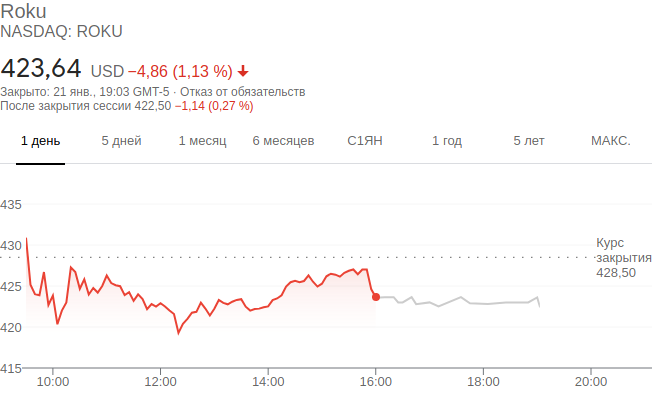 Roku
NASDAQ: ROKU
423,64 USD −4,86 (1,13 %)
Закрыто: 21 янв., 19:03 GMT-5 · Отказ от обязательств
После закрытия сессии 422,50 −1,14 (0,27 %)
1 день 5 дней 1 месяц 6 месяцев С1ЯН 1 год 5 лет МАКС.
435
430
Курс
закрытия
428,50
425
420
415
10:00 12:00 14:00 16:00 18:00 20:00